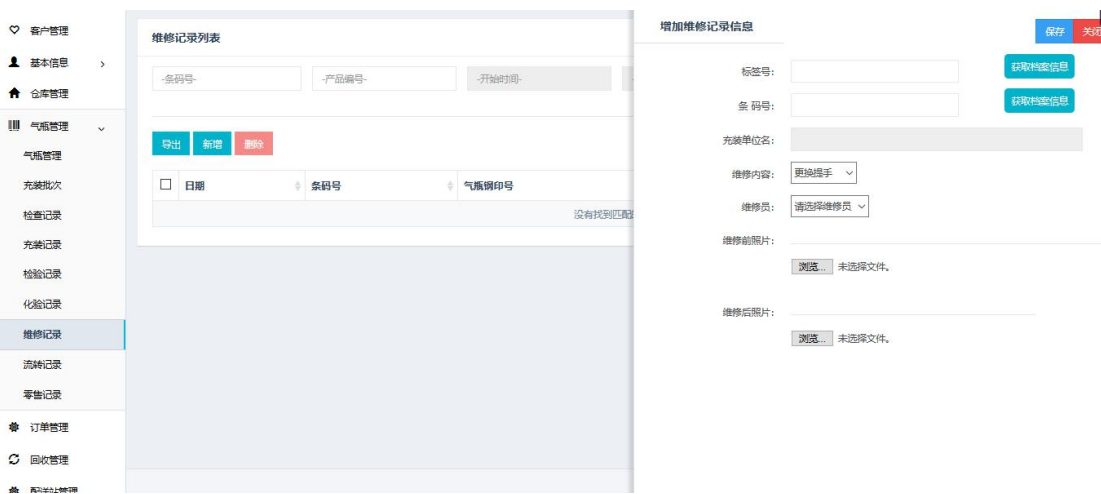 客户管理
基本信息
仓库管理
气瓶管理
气瓶管理
充装批次
检查记录
充装记录
检验记录
化验记录
维修记录
流转记录
零售记录
订单管理
回收管理
配送站管理
维修记录列表
-条码号-
-产品编号-
-开始时间-
导出 新增 删除
日期 条码号 气瓶钢印号
没有找到匹配
增加维修记录信息
保存 关闭
标签号: 获取档案信息
条 码号: 获取档案信息
充装单位名:
维修内容: 更换提手
维修员: 请选择维修员
维修前照片:
浏览... 未选择文件。
维修后照片:
浏览... 未选择文件。